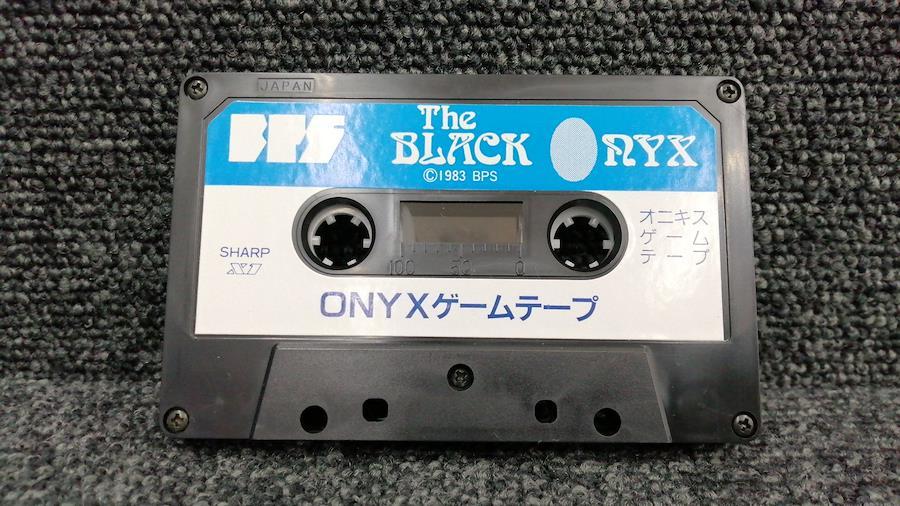 JAPAN
BPS
The
BLACK ONYX
©1983 BPS
SHARP
X1
オニキス
ゲーム
テープ
100 50 0
ONYXゲームテープ